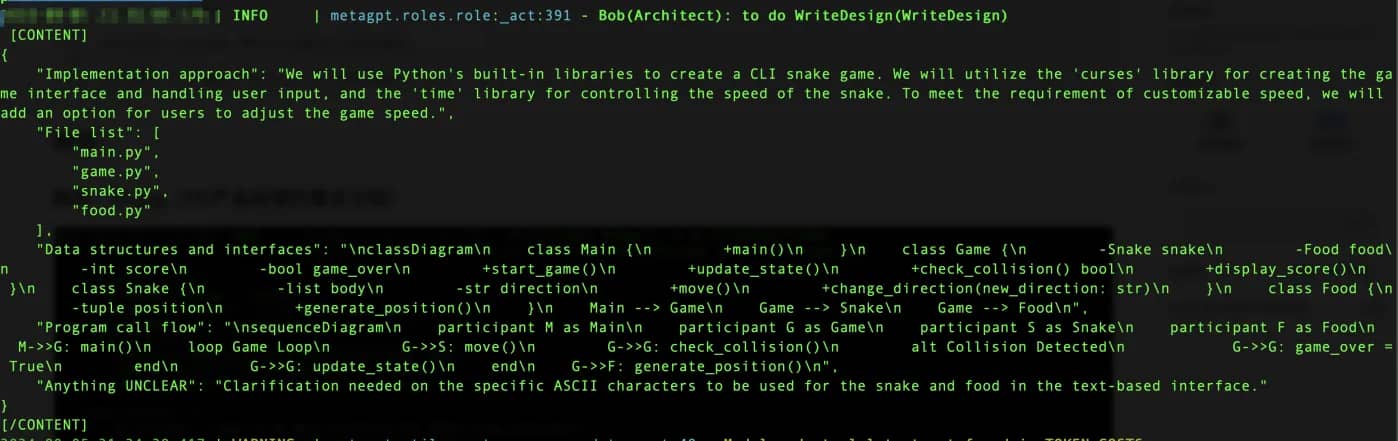 | INFO     | metagpt.roles.role:_act:391 - Bob(Architect): to do WriteDesign(WriteDesign)
[CONTENT]
{
    "Implementation approach": "We will use Python's built-in libraries to create a CLI snake game. We will utilize the 'curses' library for creating the ga
me interface and handling user input, and the 'time' library for controlling the speed of the snake. To meet the requirement of customizable speed, we will
add an option for users to adjust the game speed.",
    "File list": [
        "main.py",
        "game.py",
        "snake.py",
        "food.py"
    ],
    "Data structures and interfaces": "\nclassDiagram\n    class Main {\n        +main()\n    }\n    class Game {\n        -Snake snake\n        -Food food\
n        -int score\n        -bool game_over\n        +start_game()\n        +update_state()\n        +check_collision() bool\n        +display_score()\n
 }\n    class Snake {\n        -list body\n        -str direction\n        +move()\n        +change_direction(new_direction: str)\n    }\n    class Food {\n
     -tuple position\n        +generate_position()\n    }\n    Main --> Game\n    Game --> Snake\n    Game --> Food\n",
    "Program call flow": "\nsequenceDiagram\n    participant M as Main\n    participant G as Game\n    participant S as Snake\n    participant F as Food\n
  M->>G: main()\n    loop Game Loop\n        G->>S: move()\n        G->>G: check_collision()\n        alt Collision Detected\n            G->>G: game_over =
 True\n        end\n        G->>G: update_state()\n    end\n    G->>F: generate_position()\n",
    "Anything UNCLEAR": "Clarification needed on the specific ASCII characters to be used for the snake and food in the text-based interface."
}
[/CONTENT]